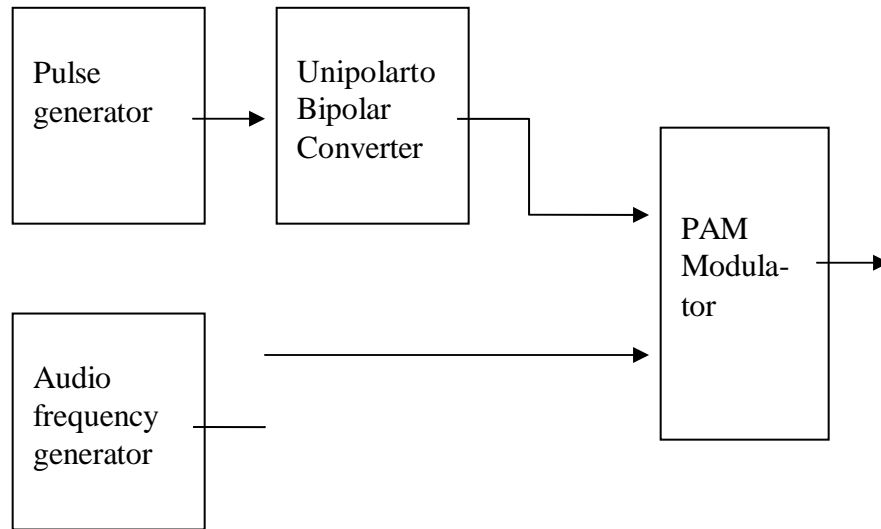 Pulse
generator
Unipolarto
Bipolar
Converter
PAM
Modula-
tor
Audio
frequency
generator